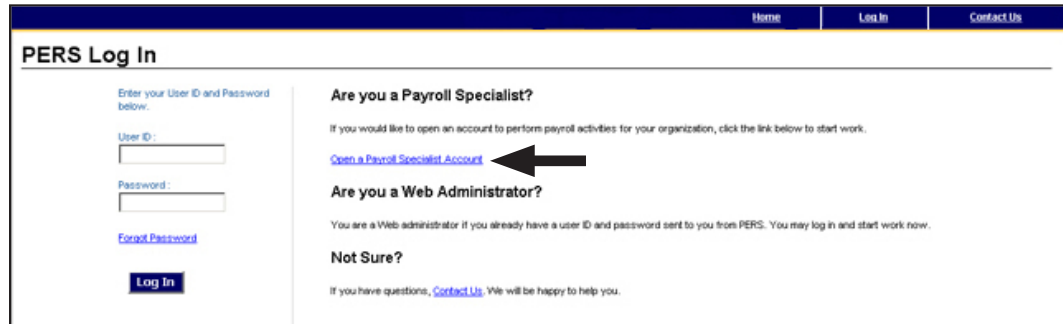 Home Log In Contact Us
PERS Log In
Enter your User ID and Password
below.
User ID :
Password :
Forgot Password
Log In
Are you a Payroll Specialist?
If you would like to open an account to perform payroll activities for your organization, click the link below to start work.
Open a Payroll Specialist Account
Are you a Web Administrator?
You are a Web administrator if you already have a user ID and password sent to you from PERS. You may log in and start work now.
Not Sure?
If you have questions, Contact Us. We will be happy to help you.